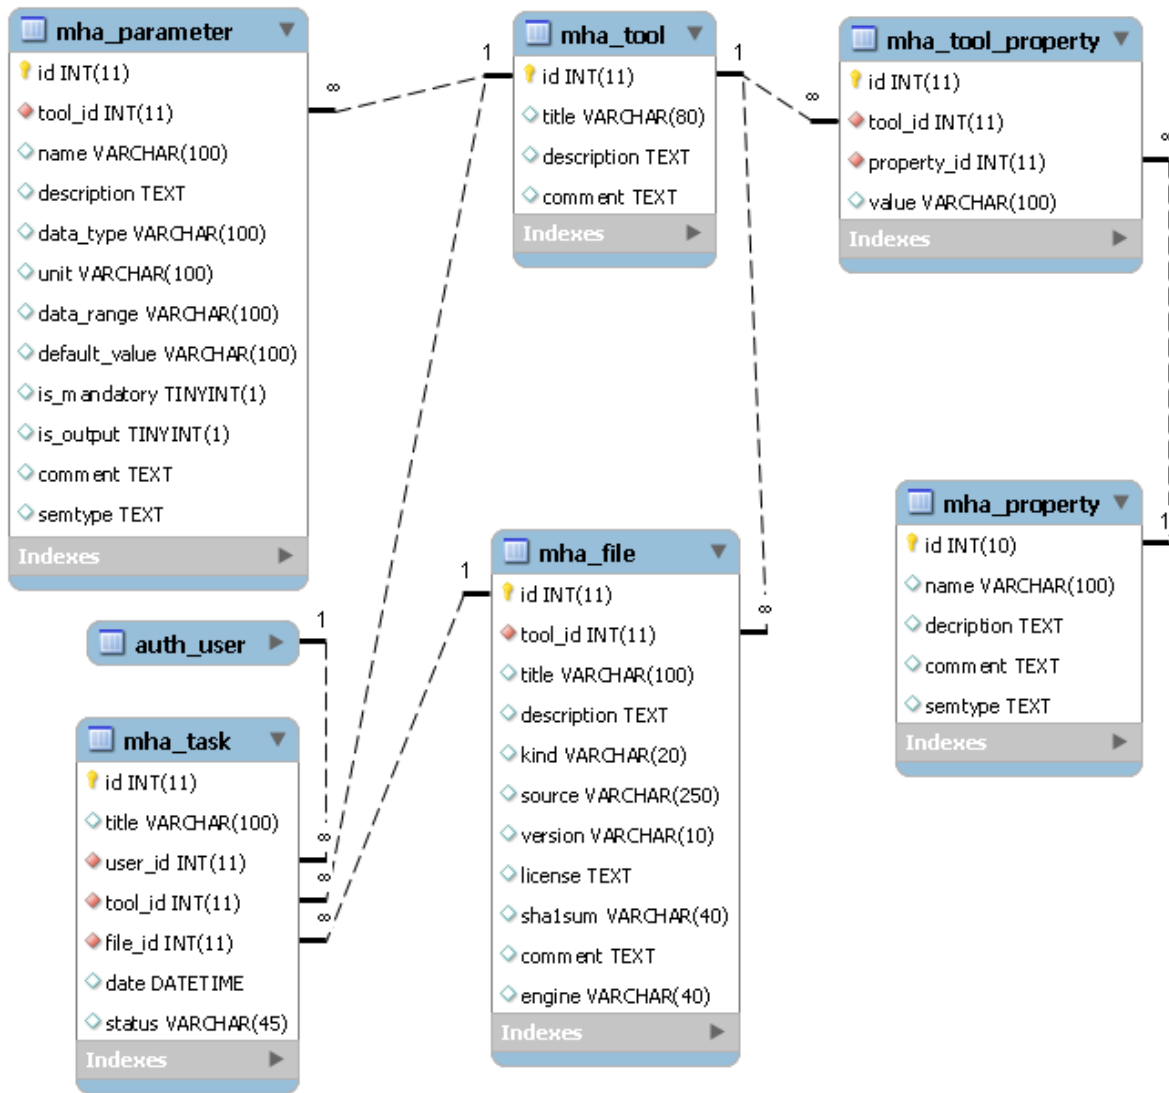 mha_parameter
id INT(11)
tool_id INT(11)
name VARCHAR(100)
description TEXT
data_type VARCHAR(100)
unit VARCHAR(100)
data_range VARCHAR(100)
default_value VARCHAR(100)
is_mandatory TINYINT(1)
is_output TINYINT(1)
comment TEXT
semtype TEXT
Indexes
∞
1
mha_tool
id INT(11)
title VARCHAR(80)
description TEXT
comment TEXT
Indexes
1
∞
mha_tool_property
id INT(11)
tool_id INT(11)
property_id INT(11)
value VARCHAR(100)
Indexes
∞
1
mha_property
id INT(10)
name VARCHAR(100)
decription TEXT
comment TEXT
semtype TEXT
Indexes
1
mha_file
id INT(11)
tool_id INT(11)
title VARCHAR(100)
description TEXT
kind VARCHAR(20)
source VARCHAR(250)
version VARCHAR(10)
license TEXT
sha1sum VARCHAR(40)
comment TEXT
engine VARCHAR(40)
Indexes
∞
auth_user
1
mha_task
id INT(11)
title VARCHAR(100)
user_id INT(11)
tool_id INT(11)
file_id INT(11)
date DATETIME
status VARCHAR(45)
Indexes
∞
∞
∞